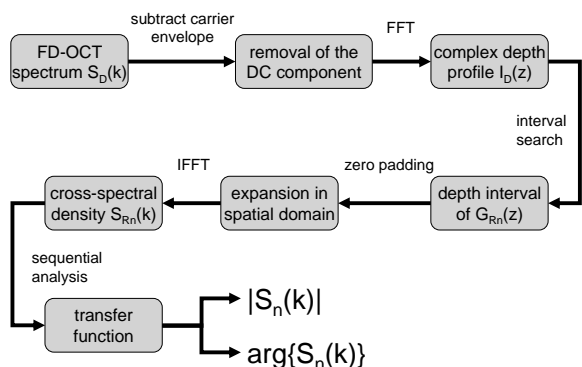 subtract carrier
envelope
FFT
FD-OCT
spectrum S_D(k)
removal of the
DC component
complex depth
profile I_D(z)
interval
search
IFFT
zero padding
cross-spectral
density S_Rn(k)
expansion in
spatial domain
depth interval
of G_Rn(z)
sequential
analysis
transfer
function
|S_n(k)|
arg{S_n(k)}